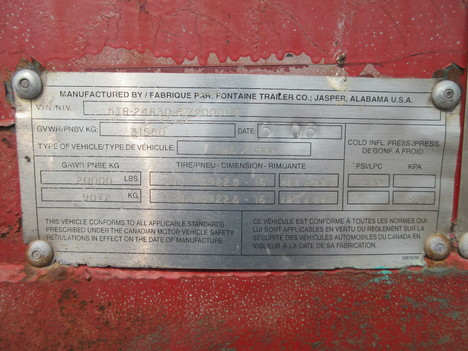 MANUFACTURED BY / FABRIQUE PAR: FONTAINE TRAILER CO.; JASPER, ALABAMA U.S.A.
V.I.N./N.I.V.
GVWR/PNBV KG: 31560 DATE: 06
TYPE OF VEHICLE/TYPE DE VÉHICULE:
COLD INFL. PRESS/PRESS. DE GONF. À FROID
GAWR/PNBE KG TIRE/PNEU - DIMENSION - RIM/JANTE PSI/LPC KPA
20000 LBS.
9072 KG.
THIS VEHICLE CONFORMS TO ALL APPLICABLE STANDARDS
PRESCRIBED UNDER THE CANADIAN MOTOR VEHICLE SAFETY
REGULATIONS IN EFFECT ON THE DATE OF MANUFACTURE.
CE VÉHICULE EST CONFORME À TOUTES LES NORMES QUI
LUI SONT APPLICABLES EN VERTU DU RÈGLEMENT SUR LA
SÉCURITÉ DES VÉHICULES AUTOMOBILES DU CANADA EN
VIGUEUR À LA DATE DE SA FABRICATION.